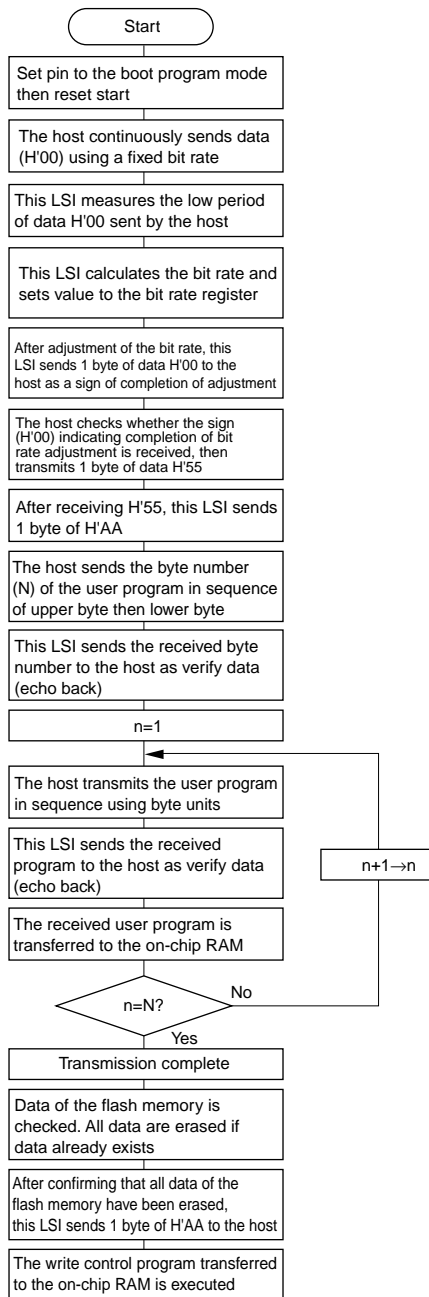 Start
Set pin to the boot program mode
then reset start
The host continuously sends data
(H'00) using a fixed bit rate
This LSI measures the low period
of data H'00 sent by the host
This LSI calculates the bit rate and
sets value to the bit rate register
After adjustment of the bit rate, this
LSI sends 1 byte of data H'00 to the
host as a sign of completion of adjustment
The host checks whether the sign
(H'00) indicating completion of bit
rate adjustment is received, then
transmits 1 byte of data H'55
After receiving H'55, this LSI sends
1 byte of H'AA
The host sends the byte number
(N) of the user program in sequence
of upper byte then lower byte
This LSI sends the received byte
number to the host as verify data
(echo back)
n=1
The host transmits the user program
in sequence using byte units
This LSI sends the received
program to the host as verify data
(echo back)
n+1→n
The received user program is
transferred to the on-chip RAM
n=N?
No
Yes
Transmission complete
Data of the flash memory is
checked. All data are erased if
data already exists
After confirming that all data of the
flash memory have been erased,
this LSI sends 1 byte of H'AA to the host
The write control program transferred
to the on-chip RAM is executed